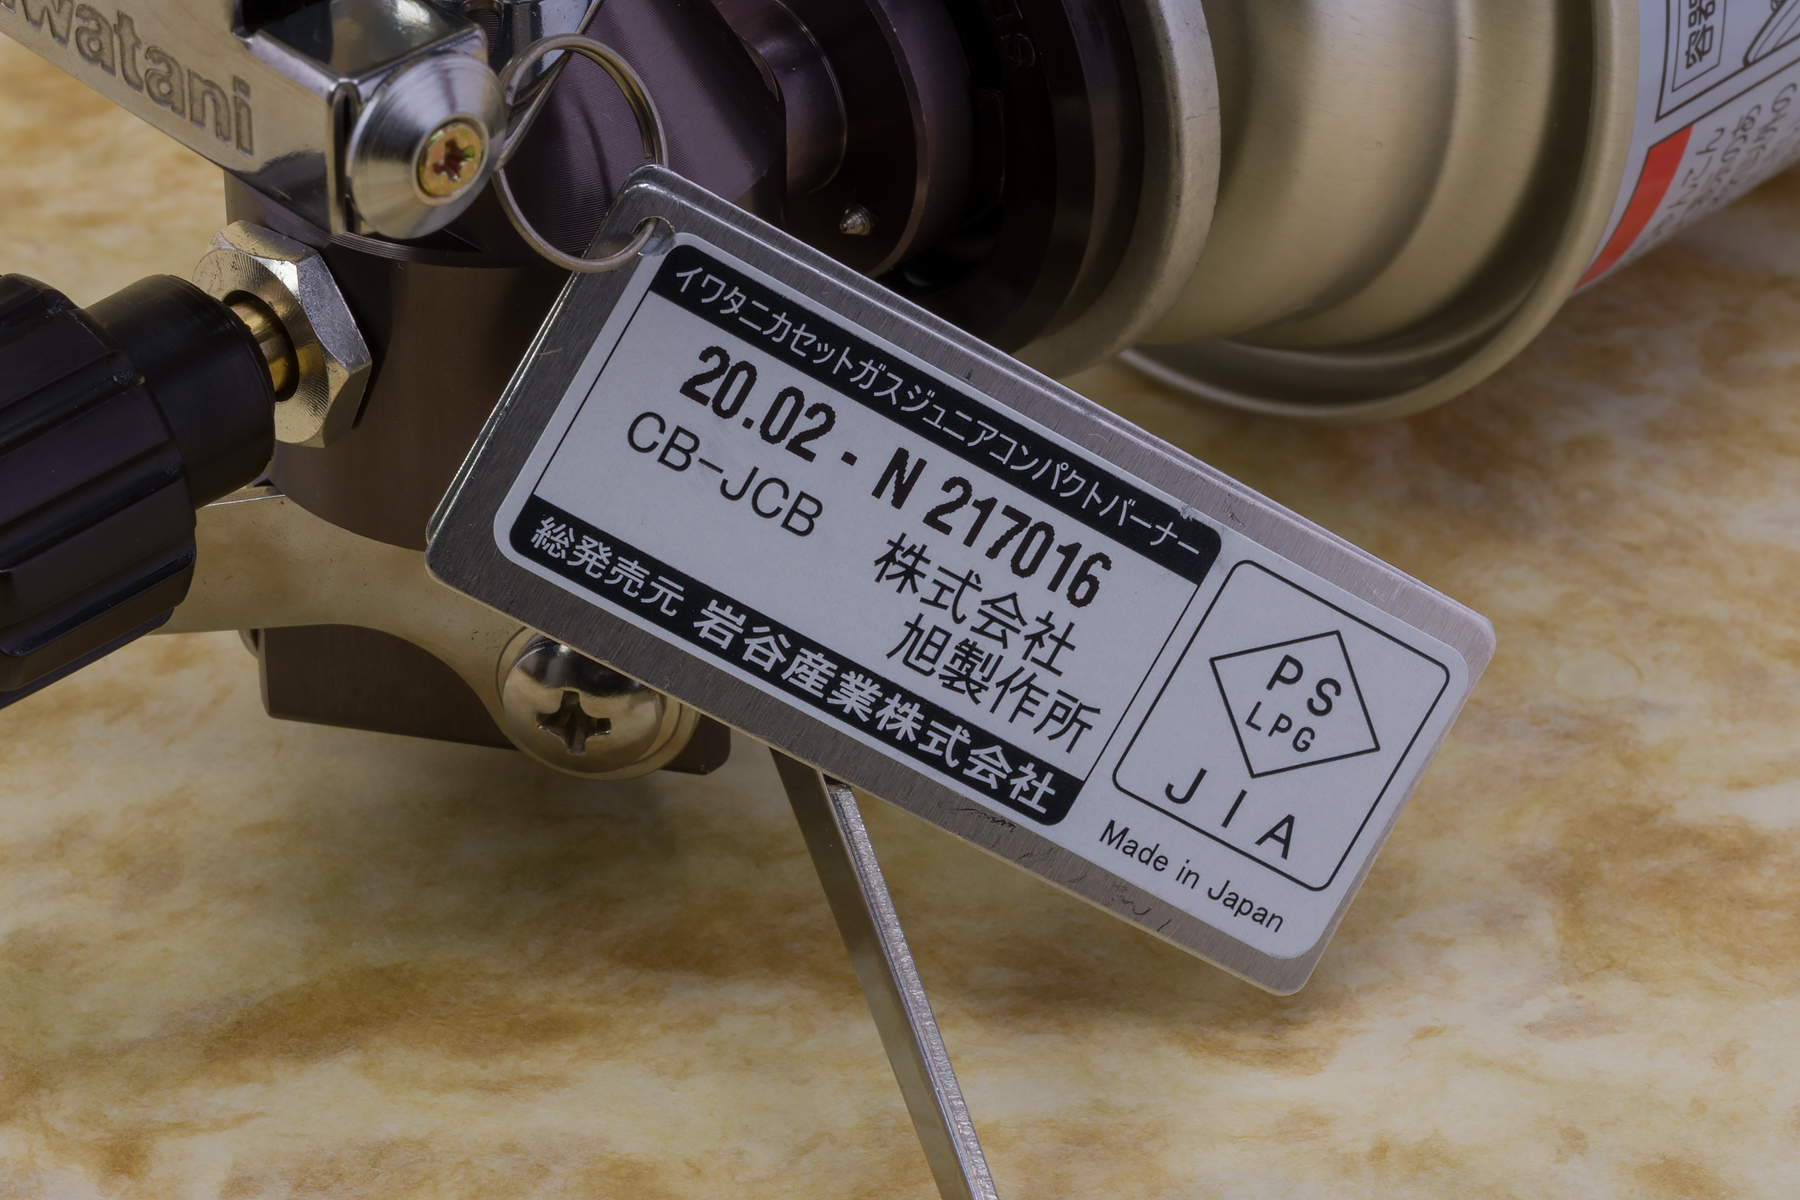 iwatani
イワタニカセットガスジュニアコンパクトバーナー
20.02 - N 217016
CB-JCB
株式会社
旭製作所
総発売元 岩谷産業株式会社
PS
LPG
JIA
Made in Japan
容器